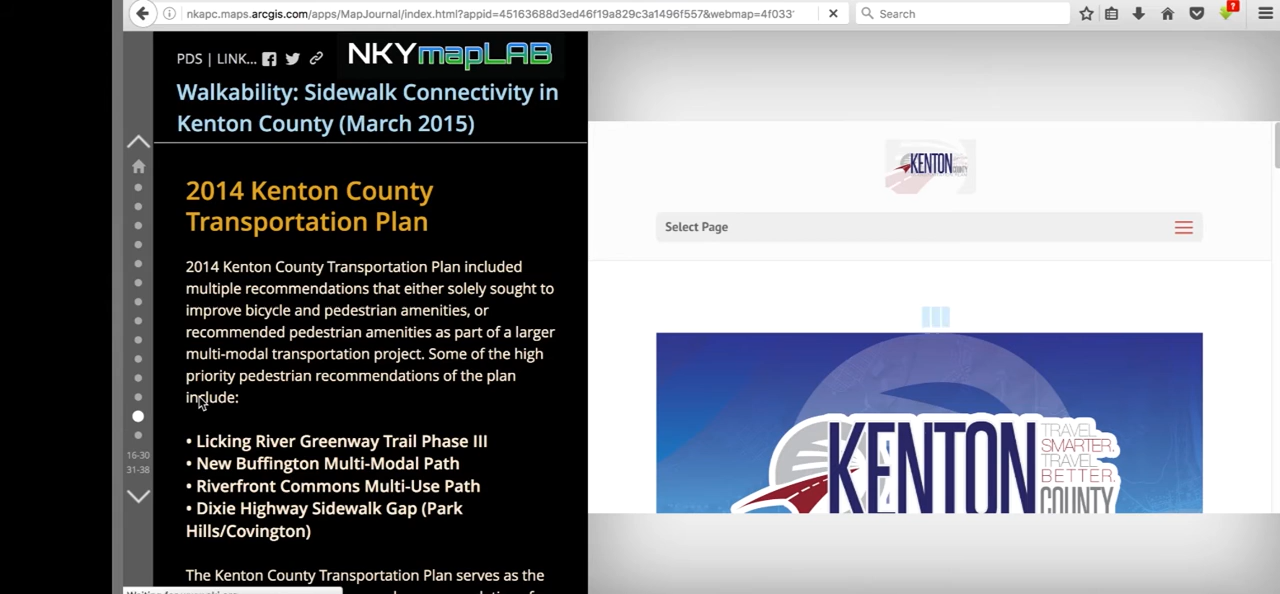 nkapc.maps.arcgis.com/apps/MapJournal/index.html?appid=45163688d3ed46f19a829c3a1496f557&webmap=4f033
Search
?
PDS | LINK...
NKYmapLAB
Walkability: Sidewalk Connectivity in
Kenton County (March 2015)
2014 Kenton County
Transportation Plan
2014 Kenton County Transportation Plan included
multiple recommendations that either solely sought to
improve bicycle and pedestrian amenities, or
recommended pedestrian amenities as part of a larger
multi-modal transportation project. Some of the high
priority pedestrian recommendations of the plan
include:
• Licking River Greenway Trail Phase III
• New Buffington Multi-Modal Path
• Riverfront Commons Multi-Use Path
• Dixie Highway Sidewalk Gap (Park
Hills/Covington)
The Kenton County Transportation Plan serves as the
16-30
31-38
KENTON
COUNTY
Select Page
KENTON
TRAVEL
SMARTER.
TRAVEL
BETTER.
COUNTY